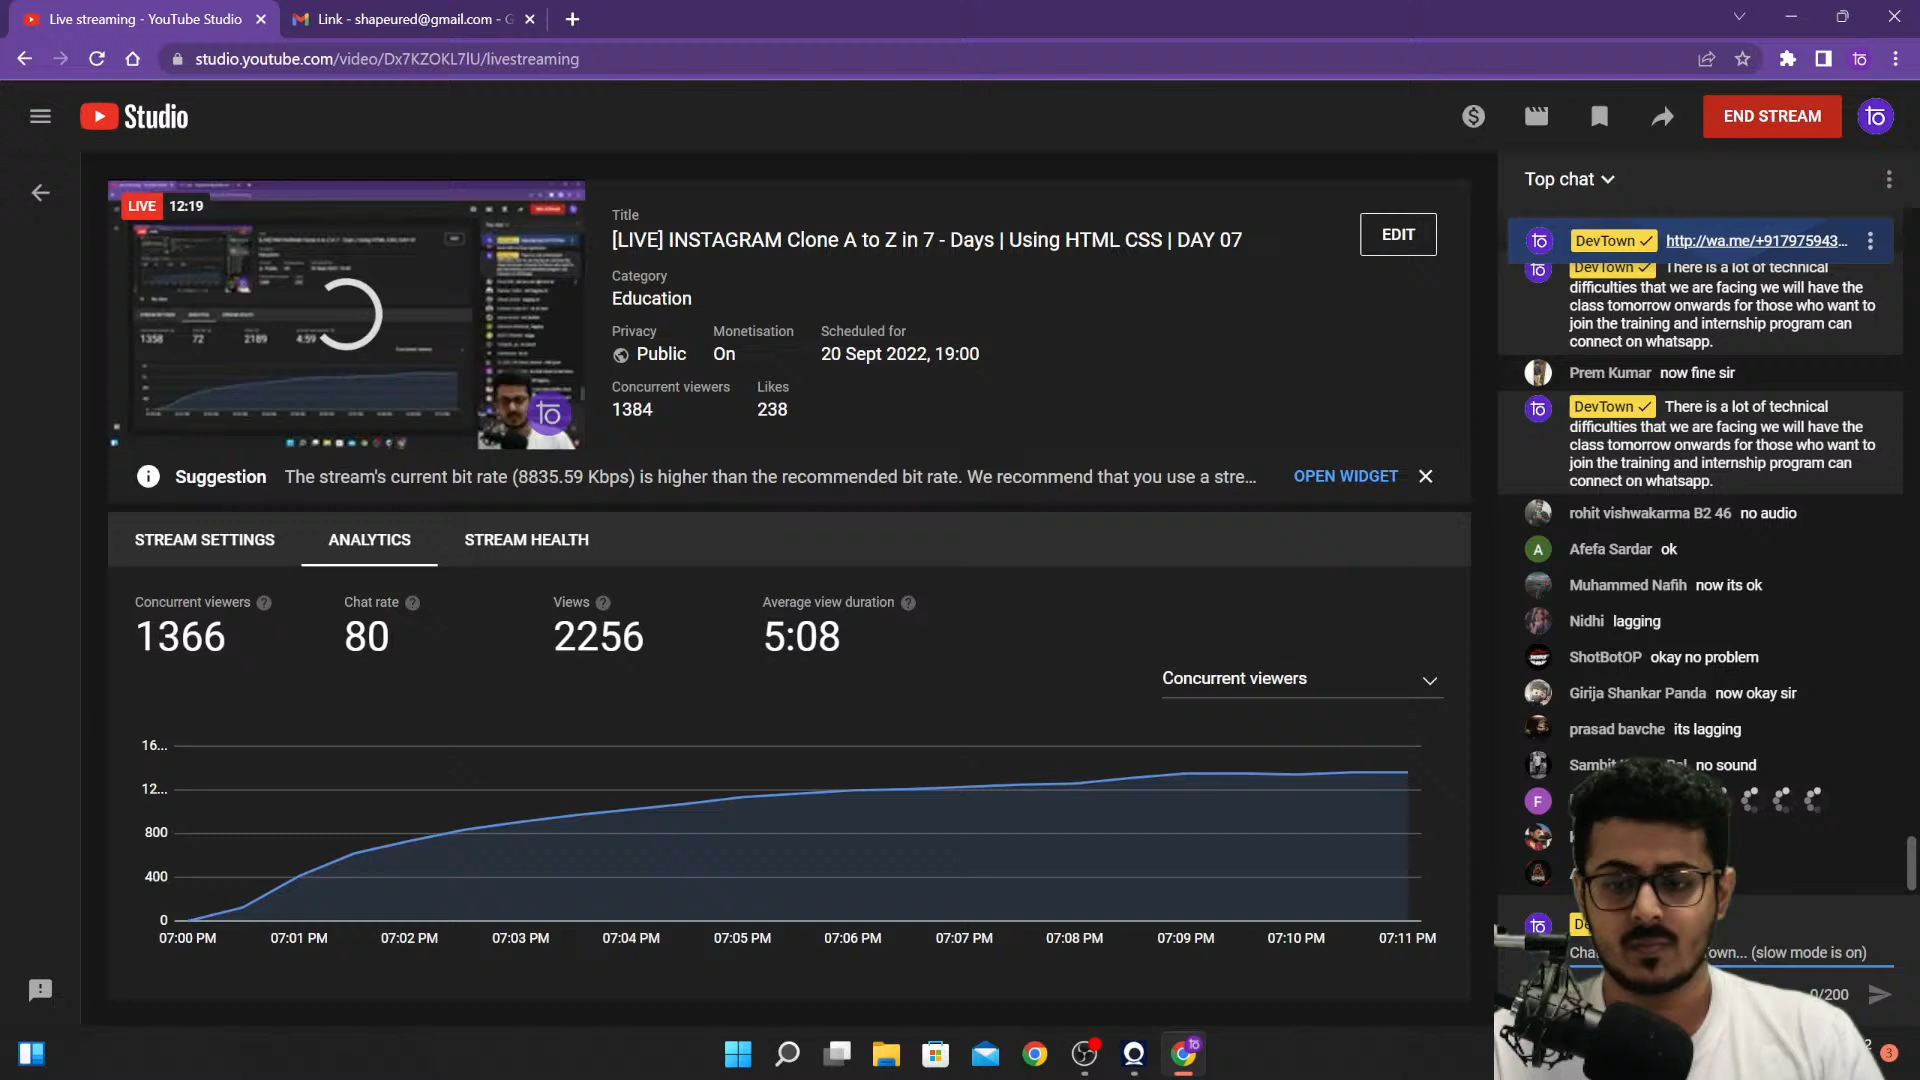 Live streaming - YouTube Studio
Link - shapeured@gmail.com - G
studio.youtube.com/video/Dx7KZOKL7lU/livestreaming
Studio
END STREAM
LIVE 12:19
Title
[LIVE] INSTAGRAM Clone A to Z in 7 - Days | Using HTML CSS | DAY 07
EDIT
Category
Education
Privacy Monetisation Scheduled for
Public On 20 Sept 2022, 19:00
Concurrent viewers Likes
1384 238
1358 72 2189 4:59
Suggestion The stream's current bit rate (8835.59 Kbps) is higher than the recommended bit rate. We recommend that you use a stre...
OPEN WIDGET
STREAM SETTINGS ANALYTICS STREAM HEALTH
Concurrent viewers Chat rate Views Average view duration
1366 80 2256 5:08
Concurrent viewers
16...
12...
800
400
0
07:00 PM 07:01 PM 07:02 PM 07:03 PM 07:04 PM 07:05 PM 07:06 PM 07:07 PM 07:08 PM 07:09 PM 07:10 PM 07:11 PM
Top chat
DevTown http://wa.me/+917975943...
DevTown There is a lot of technical
difficulties that we are facing we will have the
class tomorrow onwards for those who want to
join the training and internship program can
connect on whatsapp.
Prem Kumar now fine sir
DevTown There is a lot of technical
difficulties that we are facing we will have the
class tomorrow onwards for those who want to
join the training and internship program can
connect on whatsapp.
rohit vishwakarma B2 46 no audio
A Afefa Sardar ok
Muhammed Nafih now its ok
Nidhi lagging
ShotBotOP okay no problem
Girija Shankar Panda now okay sir
prasad bavche its lagging
Sambit no sound
F
(slow mode is on)
0/200
3